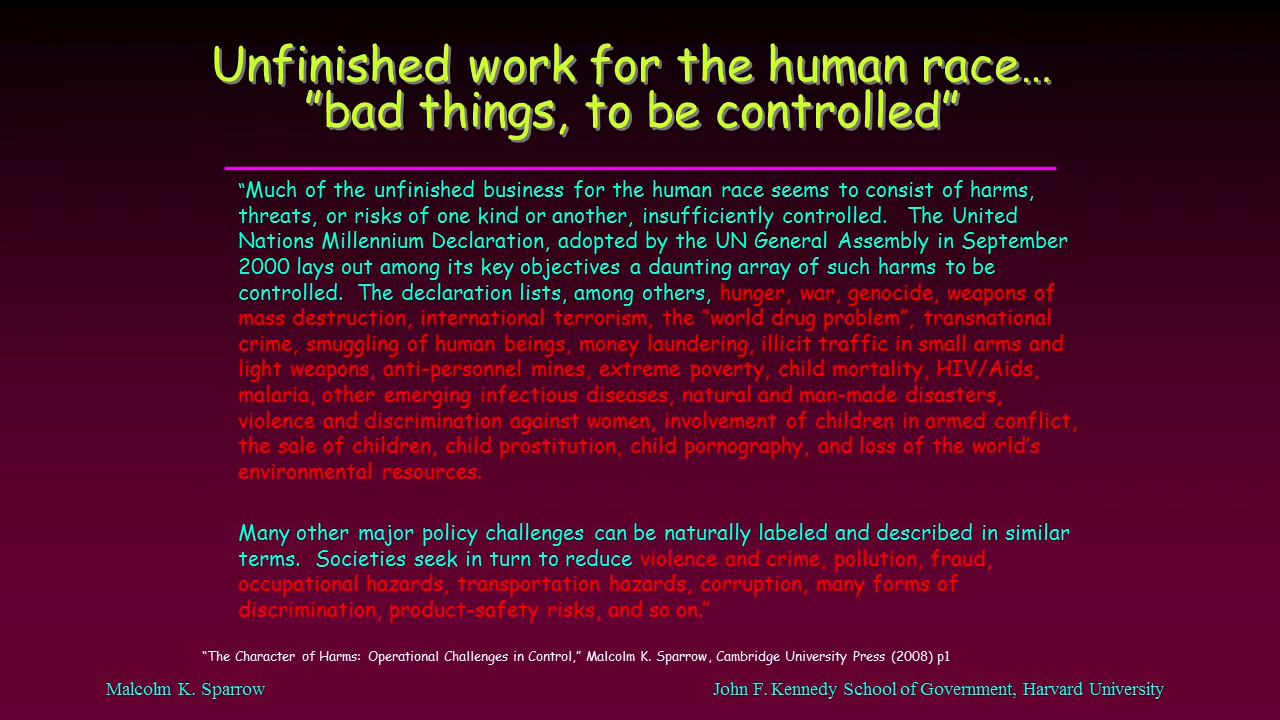 Unfinished work for the human race…
”bad things, to be controlled”
“Much of the unfinished business for the human race seems to consist of harms,
threats, or risks of one kind or another, insufficiently controlled. The United
Nations Millennium Declaration, adopted by the UN General Assembly in September
2000 lays out among its key objectives a daunting array of such harms to be
controlled. The declaration lists, among others, hunger, war, genocide, weapons of
mass destruction, international terrorism, the “world drug problem”, transnational
crime, smuggling of human beings, money laundering, illicit traffic in small arms and
light weapons, anti-personnel mines, extreme poverty, child mortality, HIV/Aids,
malaria, other emerging infectious diseases, natural and man-made disasters,
violence and discrimination against women, involvement of children in armed conflict,
the sale of children, child prostitution, child pornography, and loss of the world’s
environmental resources.
Many other major policy challenges can be naturally labeled and described in similar
terms. Societies seek in turn to reduce violence and crime, pollution, fraud,
occupational hazards, transportation hazards, corruption, many forms of
discrimination, product-safety risks, and so on.”
“The Character of Harms: Operational Challenges in Control,” Malcolm K. Sparrow, Cambridge University Press (2008) p1
Malcolm K. Sparrow
John F. Kennedy School of Government, Harvard University